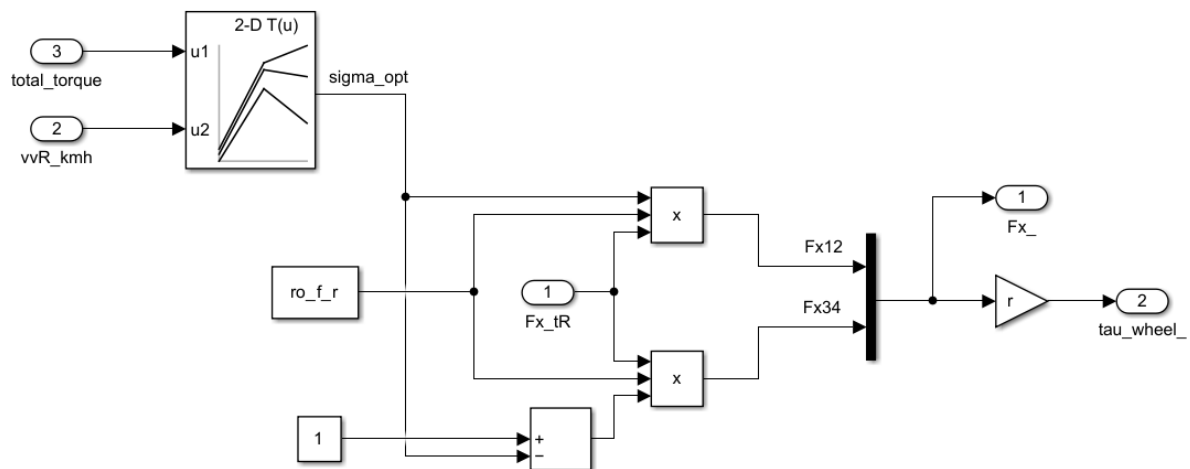 2-D T(u)
3
u1
total_torque
sigma_opt
2
u2
vvR_kmh
x
1
Fx_
Fx12
ro_f_r
1
Fx_tR
Fx34
r
2
tau_wheel_
x
1
+
−